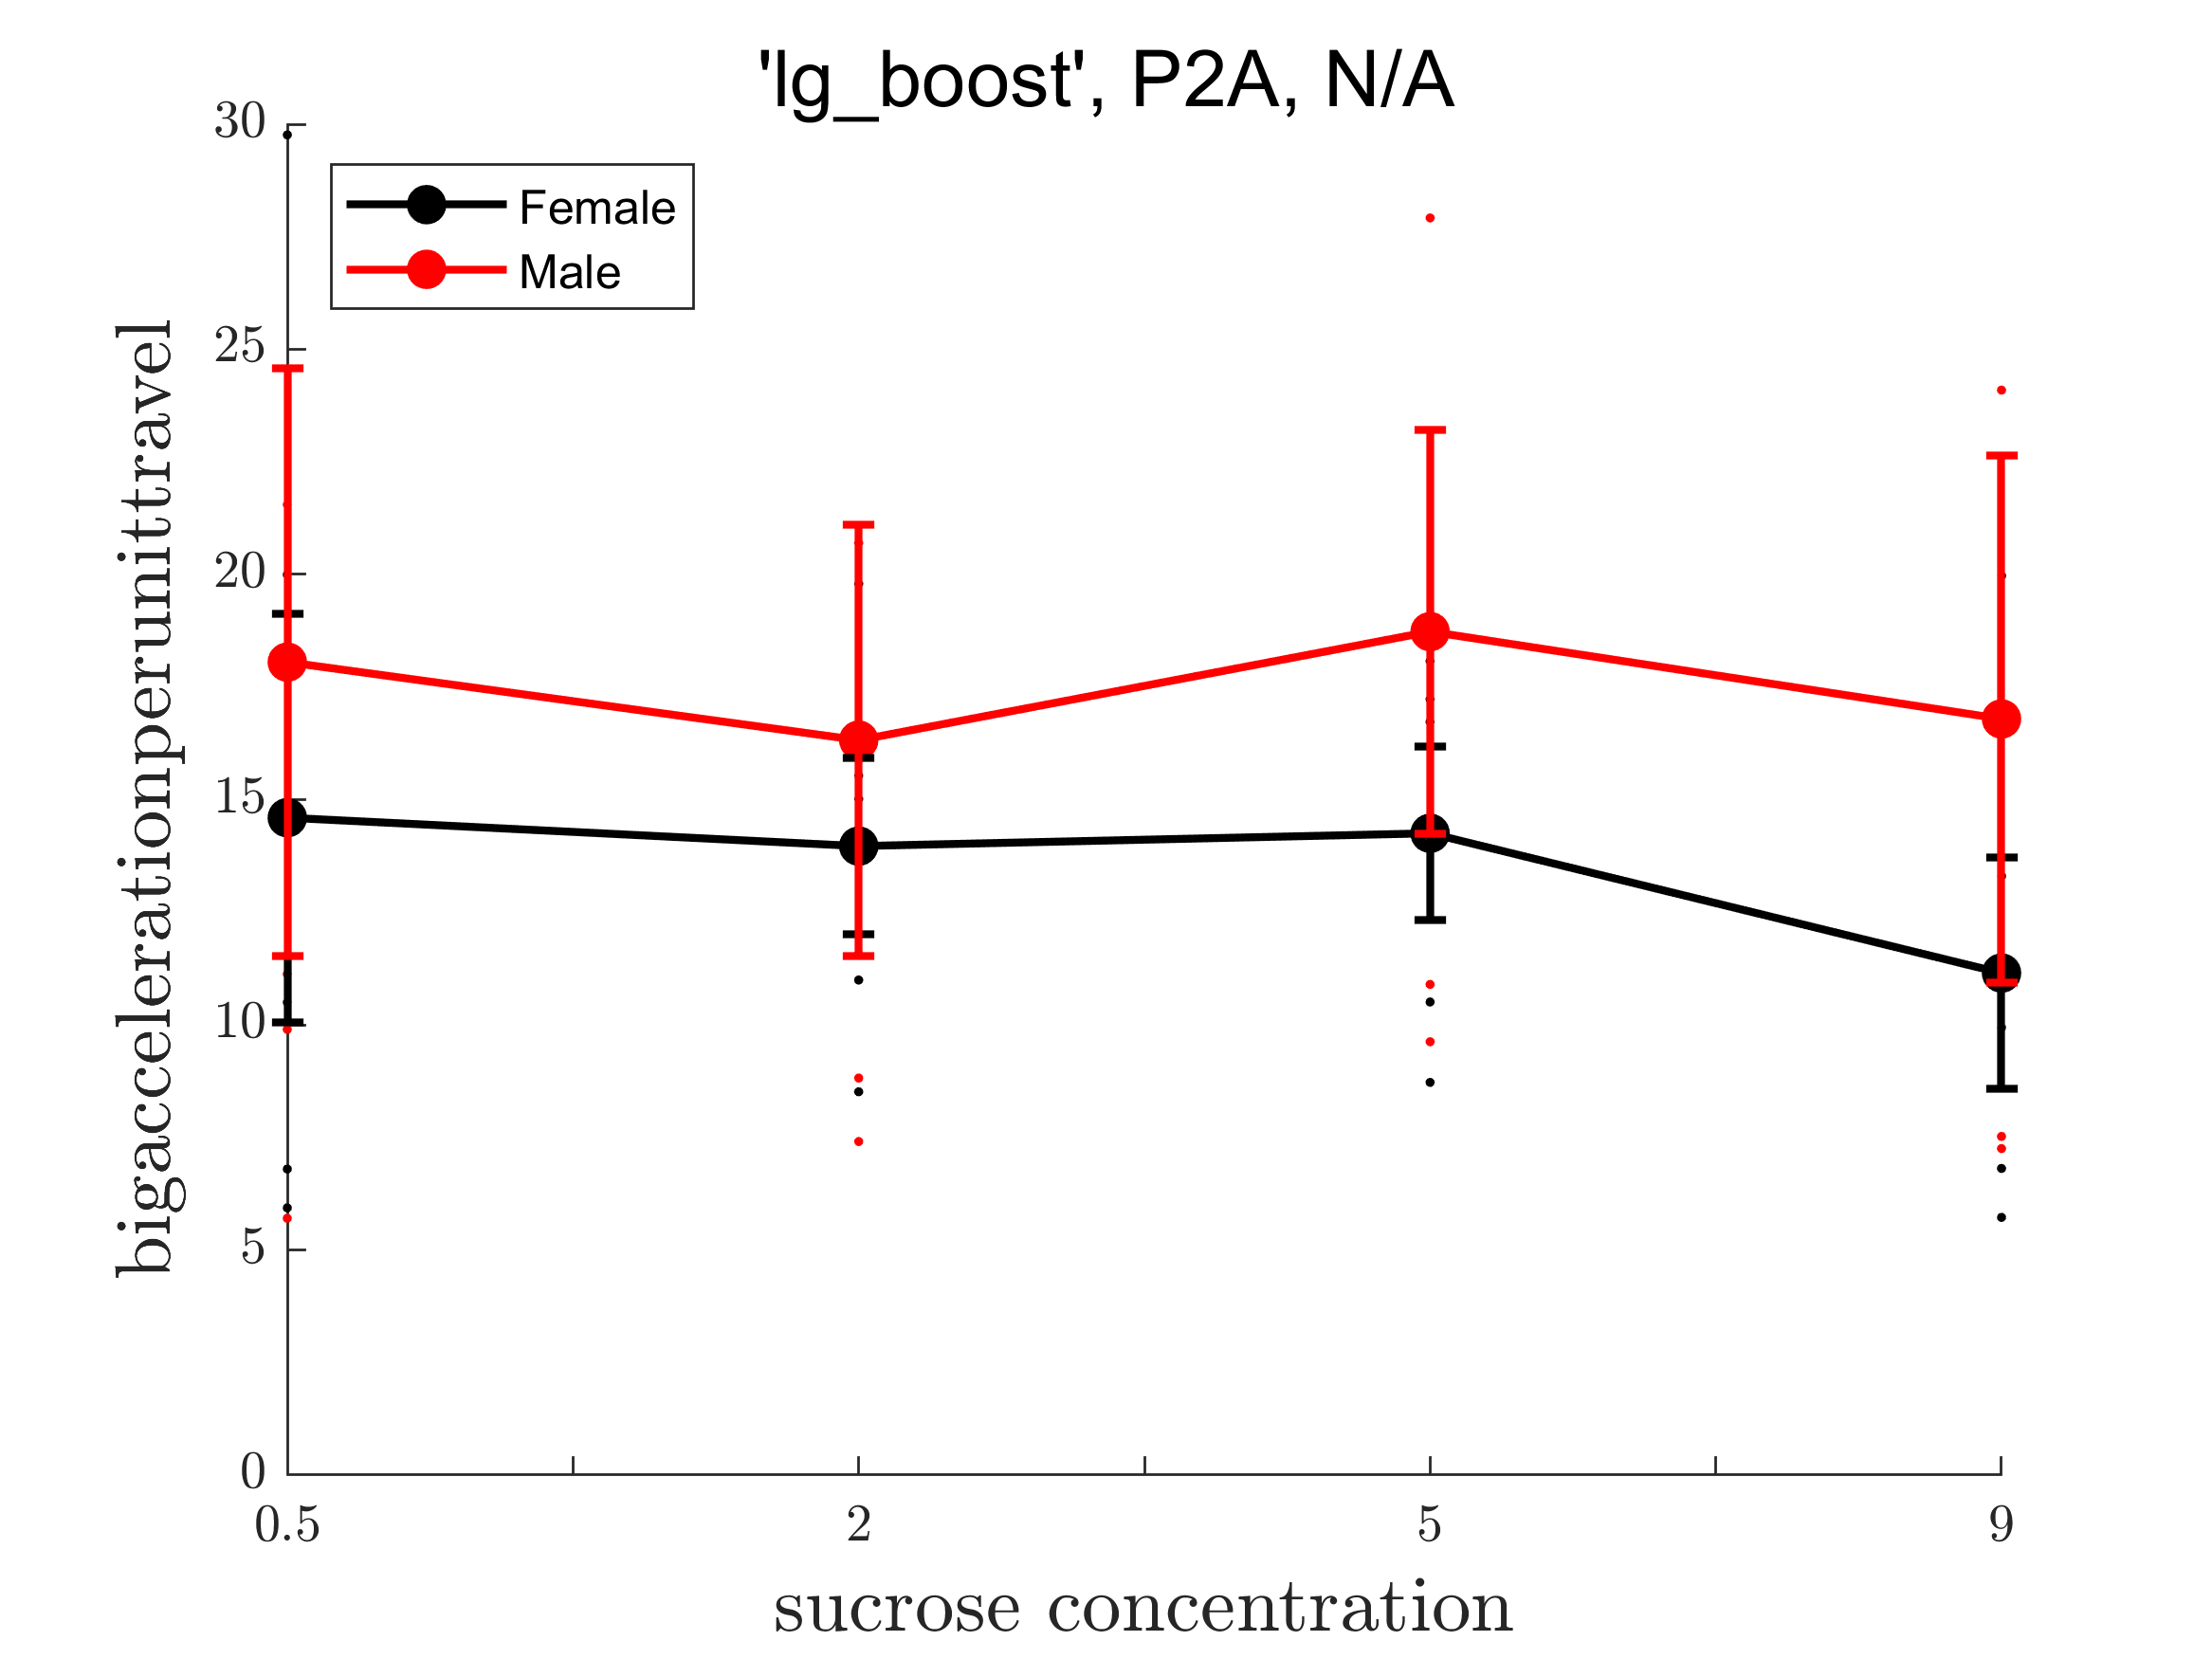 'lg_boost', P2A, N/A
30
25
20
15
10
5
0
Female
Male
bigaccelerationperunittravel
0.5 2 5 9
sucrose concentration